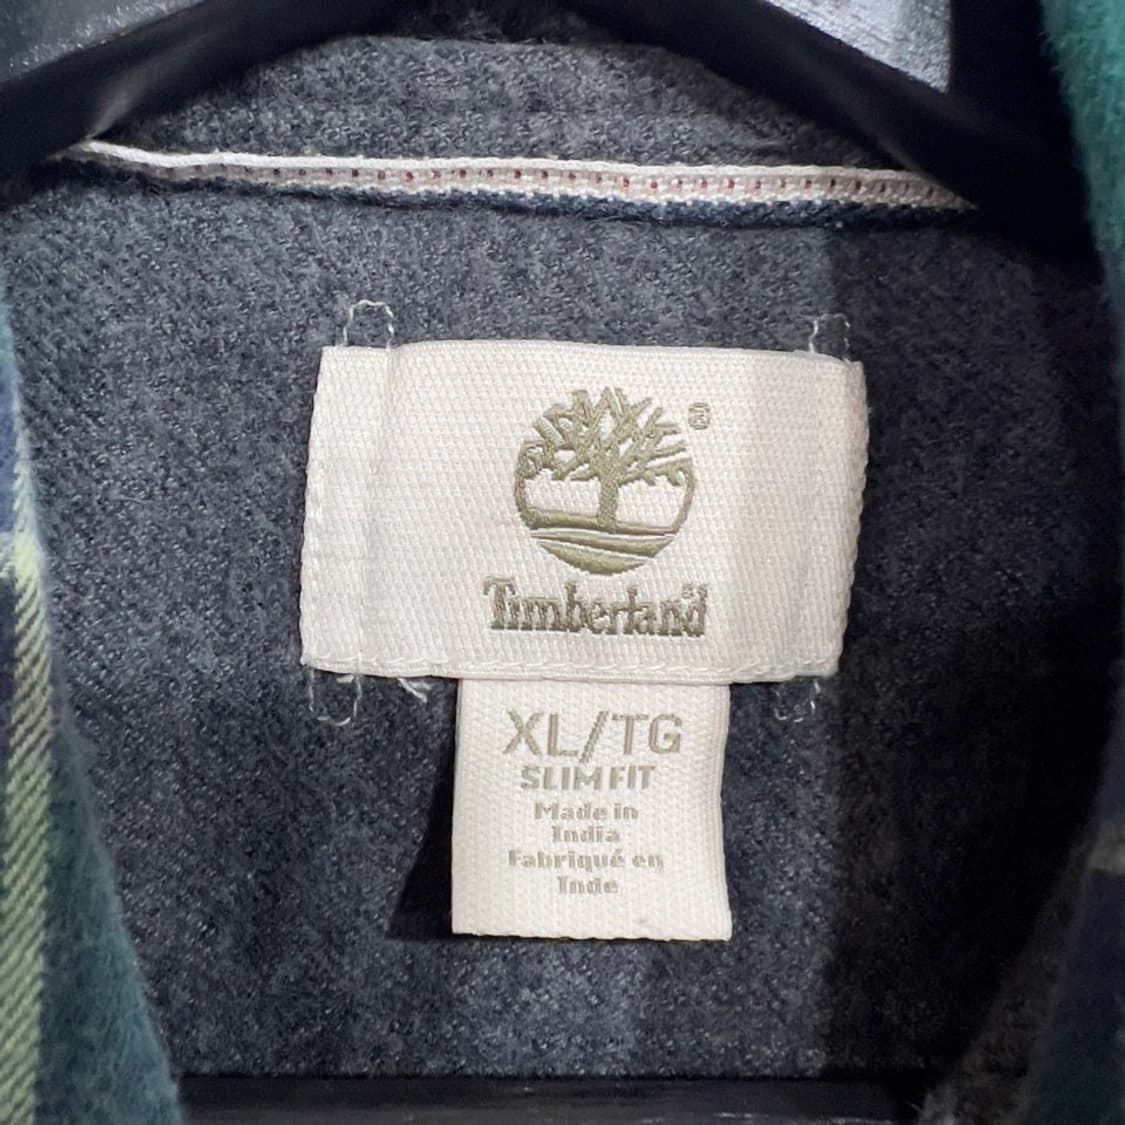 ®
Timberland®
XL/TG
SLIM FIT
Made in
India
Fabriqué en
Inde